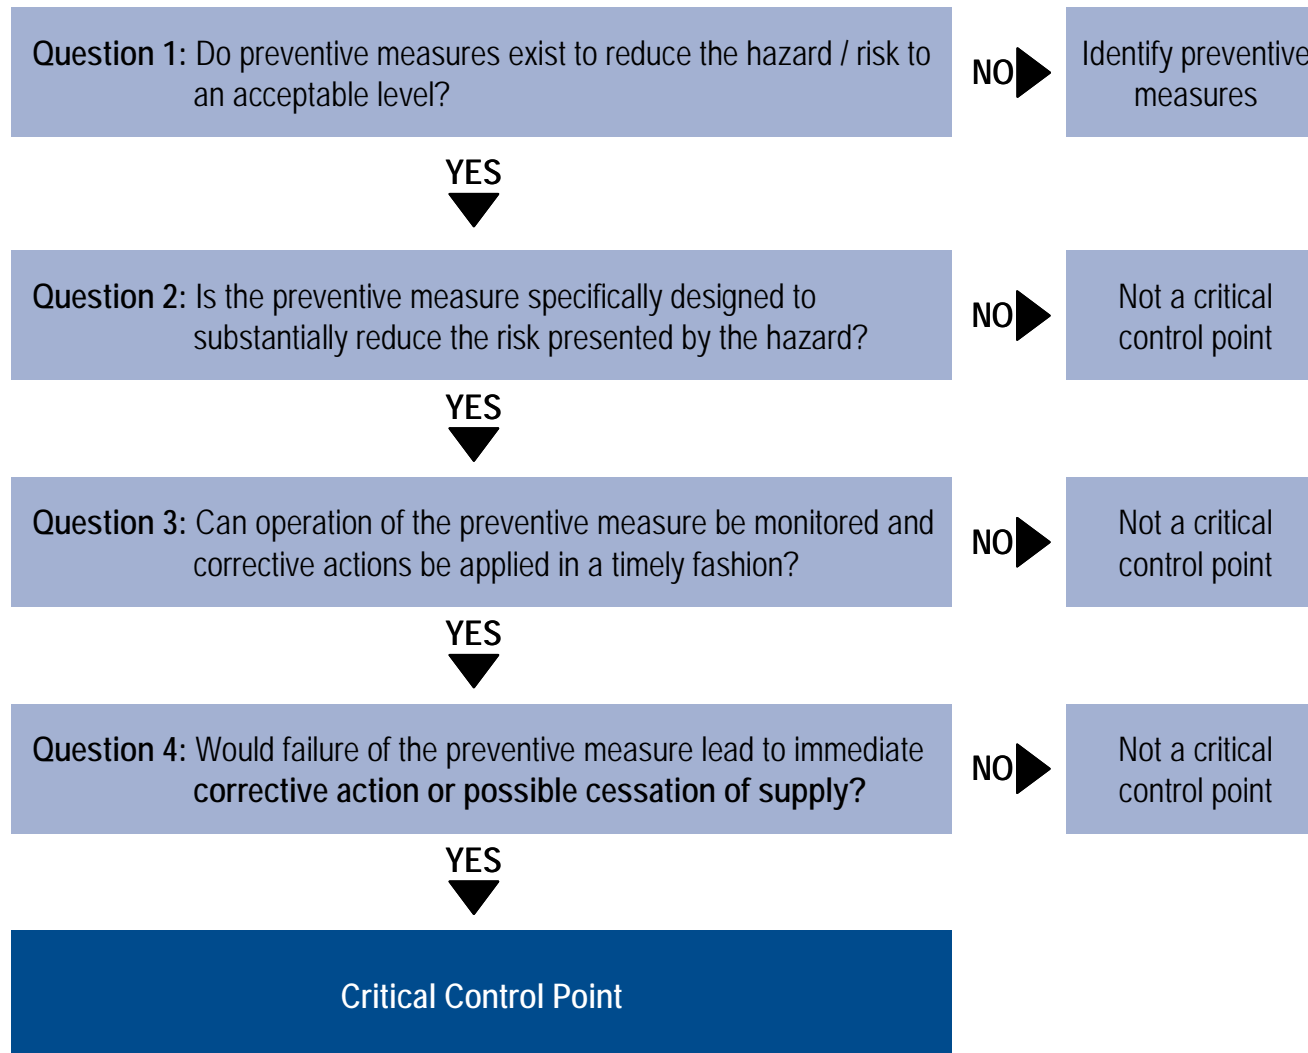 Question 1: Do preventive measures exist to reduce the hazard / risk to
an acceptable level?
NO
Identify preventive
measures
YES
Question 2: Is the preventive measure specifically designed to
substantially reduce the risk presented by the hazard?
NO
Not a critical
control point
YES
Question 3: Can operation of the preventive measure be monitored and
corrective actions be applied in a timely fashion?
NO
Not a critical
control point
YES
Question 4: Would failure of the preventive measure lead to immediate
corrective action or possible cessation of supply?
NO
Not a critical
control point
YES
Critical Control Point